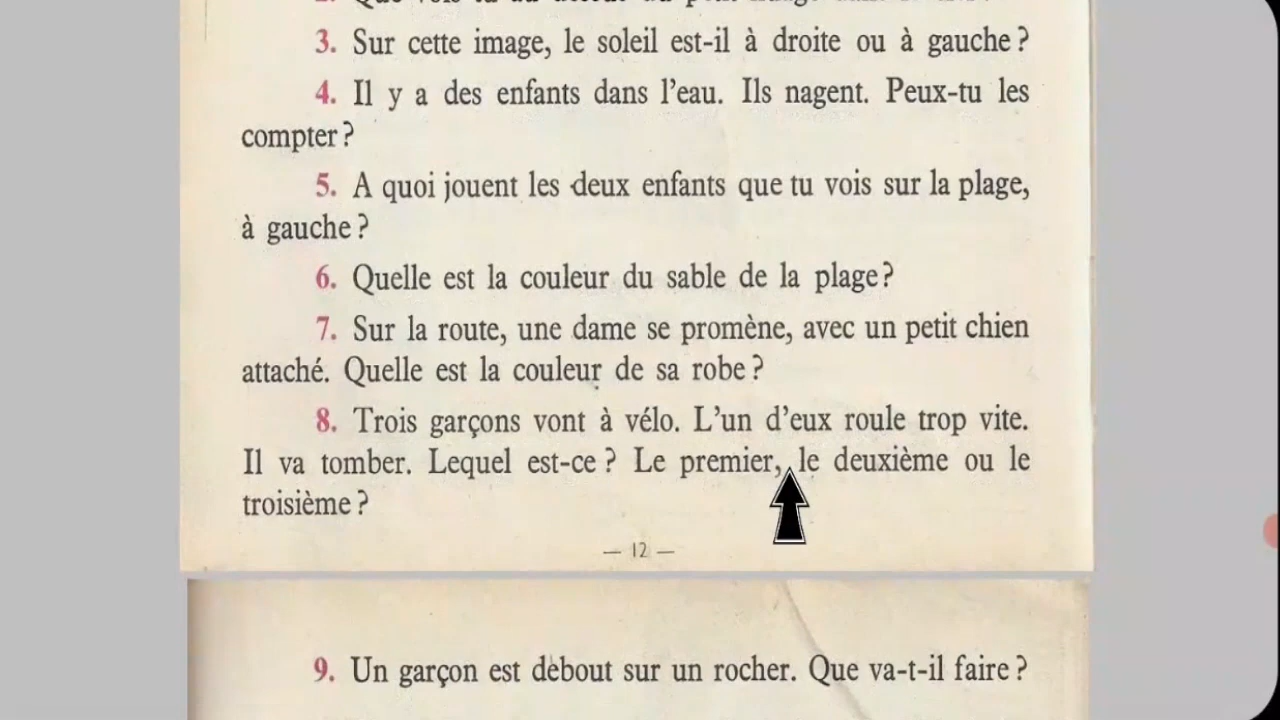 3. Sur cette image, le soleil est-il à droite ou à gauche ?
4. Il y a des enfants dans l'eau. Ils nagent. Peux-tu les
compter ?
5. A quoi jouent les deux enfants que tu vois sur la plage,
à gauche ?
6. Quelle est la couleur du sable de la plage ?
7. Sur la route, une dame se promène, avec un petit chien
attaché. Quelle est la couleur de sa robe ?
8. Trois garçons vont à vélo. L'un d'eux roule trop vite.
Il va tomber. Lequel est-ce ? Le premier, le deuxième ou le
troisième ?
— 12 —
9. Un garçon est debout sur un rocher. Que va-t-il faire ?